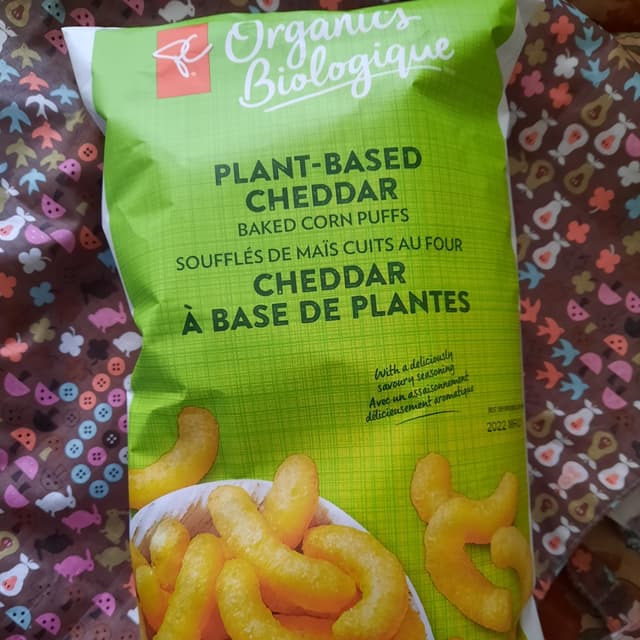 PC
Organics
Biologique
PLANT-BASED
CHEDDAR
BAKED CORN PUFFS
SOUFFLÉS DE MAÏS CUITS AU FOUR
CHEDDAR
À BASE DE PLANTES
With a deliciously
savoury seasoning
Avec un assaisonnement
délicieusement aromatique
2022